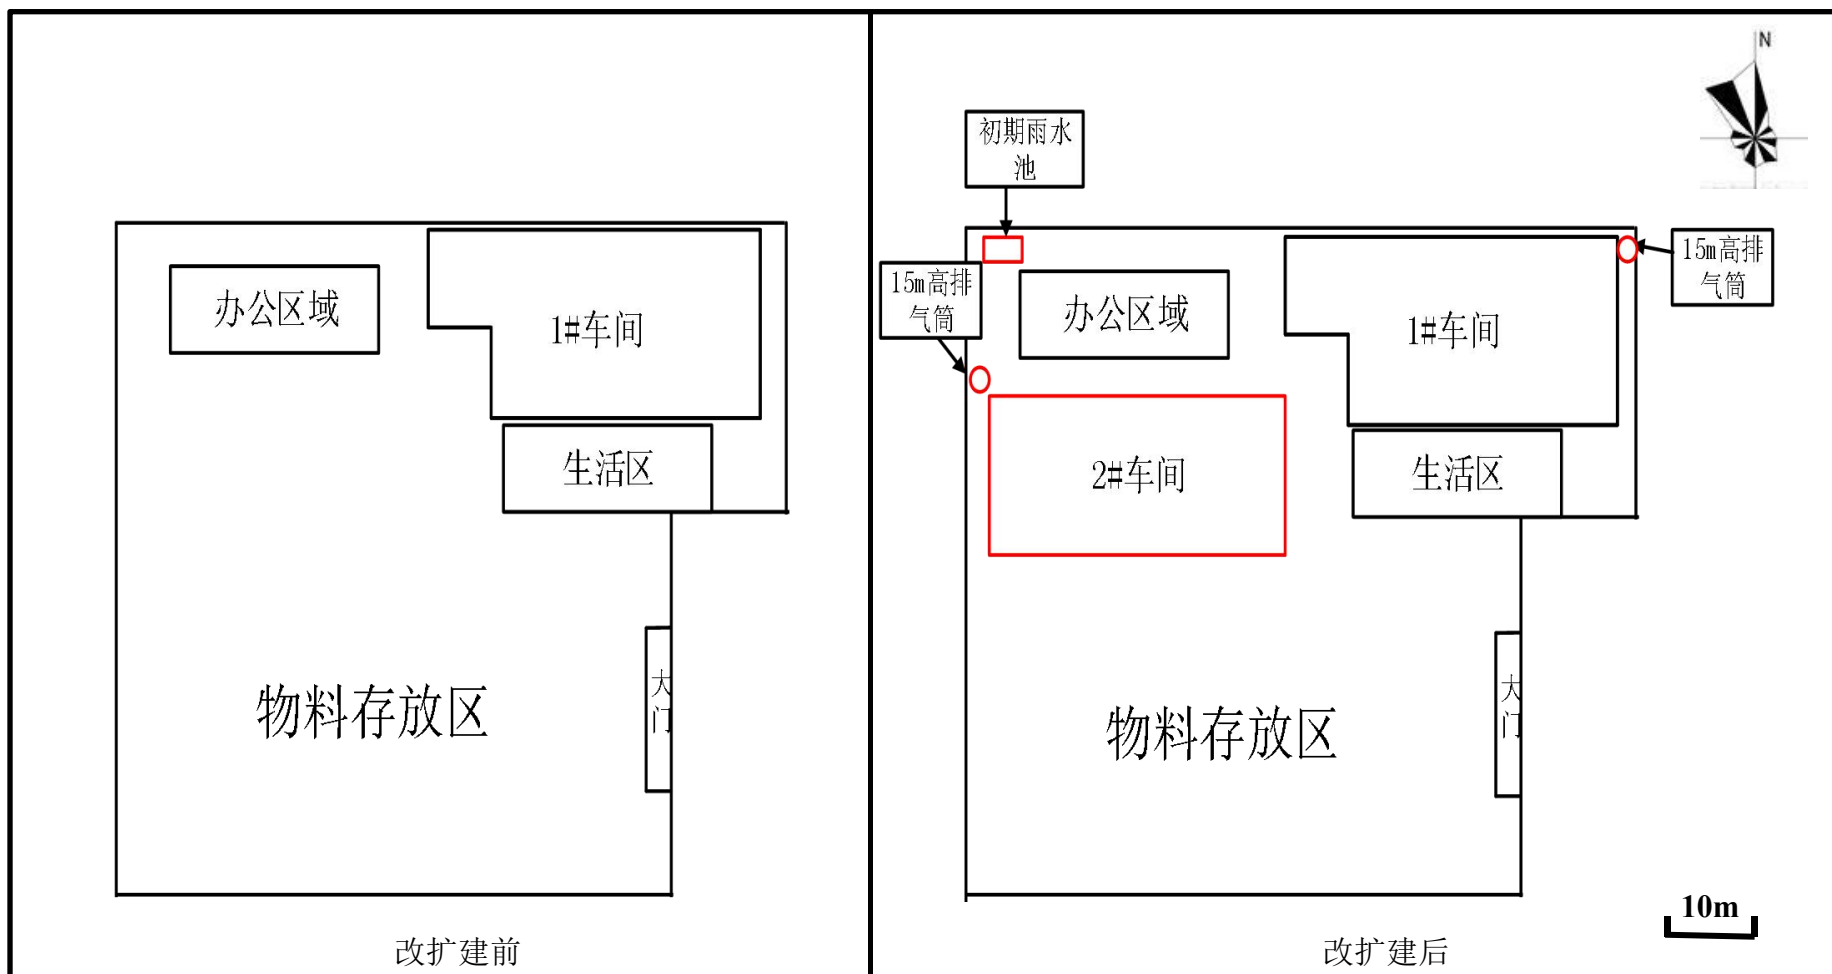 办公区域
1#车间
生活区
物料存放区
大
门
改扩建前
N
初期雨水
池
15m高排
气筒
15m高排
气筒
办公区域
1#车间
2#车间
生活区
物料存放区
大
门
10m
改扩建后